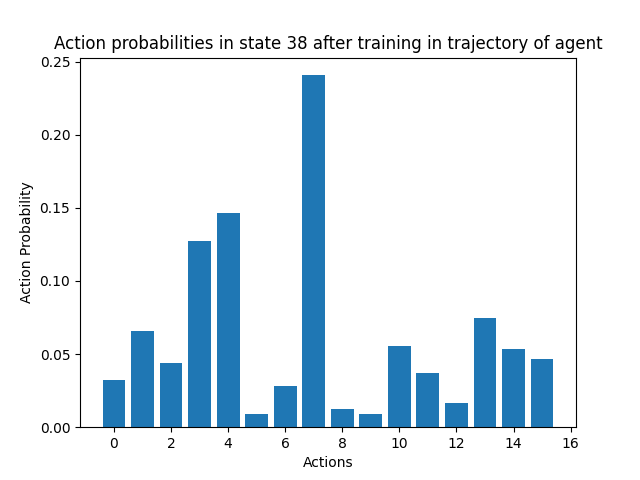 Action probabilities in state 38 after training in trajectory of agent
0.25
0.20
0.15
0.10
0.05
0.00
Action Probability
0 2 4 6 8 10 12 14 16
Actions